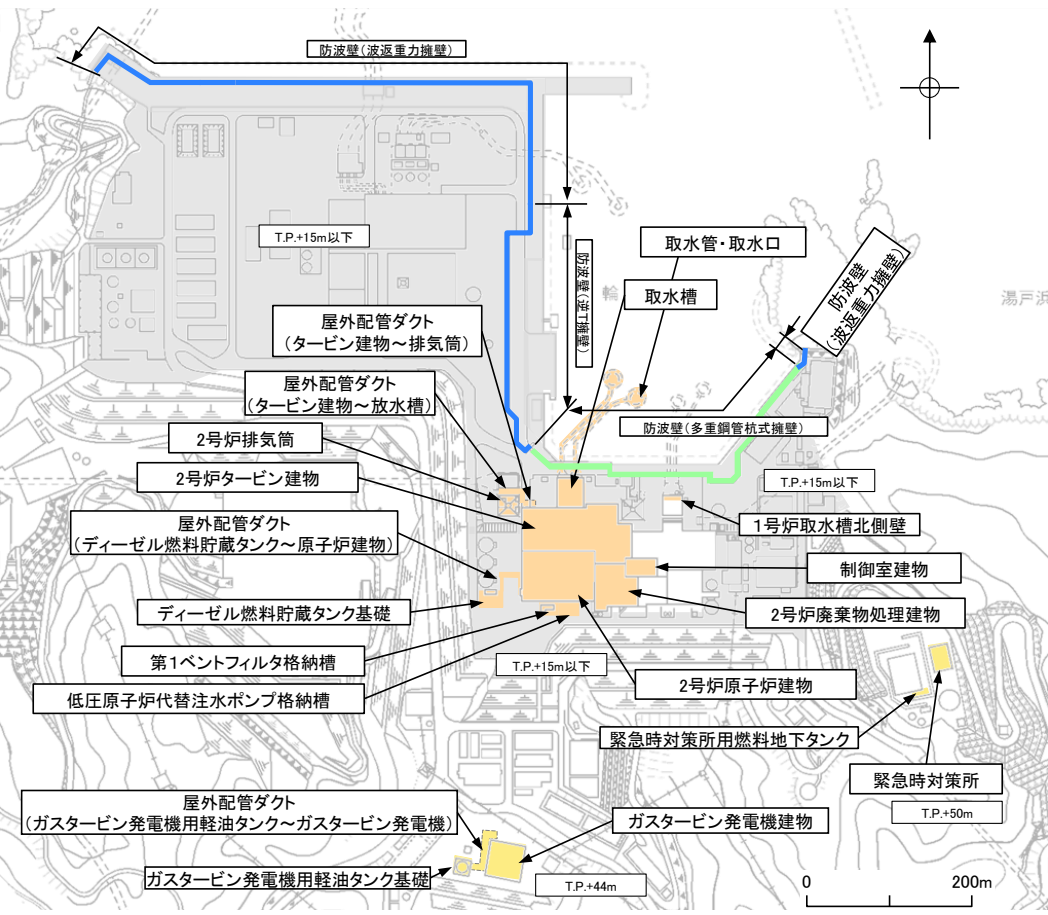 防波壁(波返重力擁壁)
T.P.+15m以下
取水管・取水口
取水槽
防波壁(逆T擁壁)
防波壁
(波返重力擁壁)
輪
湯戸浜
屋外配管ダクト
(タービン建物～排気筒)
屋外配管ダクト
(タービン建物～放水槽)
防波壁(多重鋼管杭式擁壁)
2号炉排気筒
2号炉タービン建物
T.P.+15m以下
屋外配管ダクト
(ディーゼル燃料貯蔵タンク～原子炉建物)
1号炉取水槽北側壁
制御室建物
ディーゼル燃料貯蔵タンク基礎
2号炉廃棄物処理建物
第1ベントフィルタ格納槽
T.P.+15m以下
2号炉原子炉建物
低圧原子炉代替注水ポンプ格納槽
緊急時対策所用燃料地下タンク
緊急時対策所
T.P.+50m
屋外配管ダクト
(ガスタービン発電機用軽油タンク～ガスタービン発電機)
ガスタービン発電機建物
ガスタービン発電機用軽油タンク基礎
T.P.+44m
0 200m